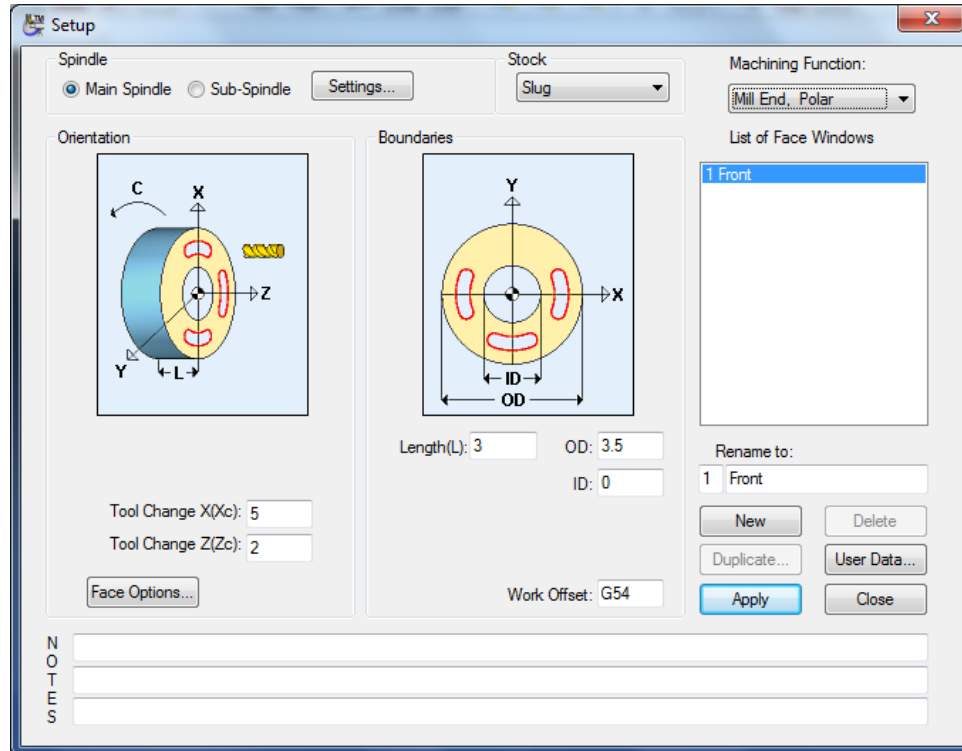 Setup
Spindle
Main Spindle
Sub-Spindle
Settings...
Stock
Slug
Machining Function:
Mill End, Polar
Orientation
C
X
Z
Y
L
Tool Change X(Xc): 5
Tool Change Z(Zc): 2
Face Options...
Boundaries
Y
X
ID
OD
Length(L): 3
OD: 3.5
ID: 0
Work Offset: G54
List of Face Windows
1 Front
Rename to:
1 Front
New
Delete
Duplicate...
User Data...
Apply
Close
NOTES